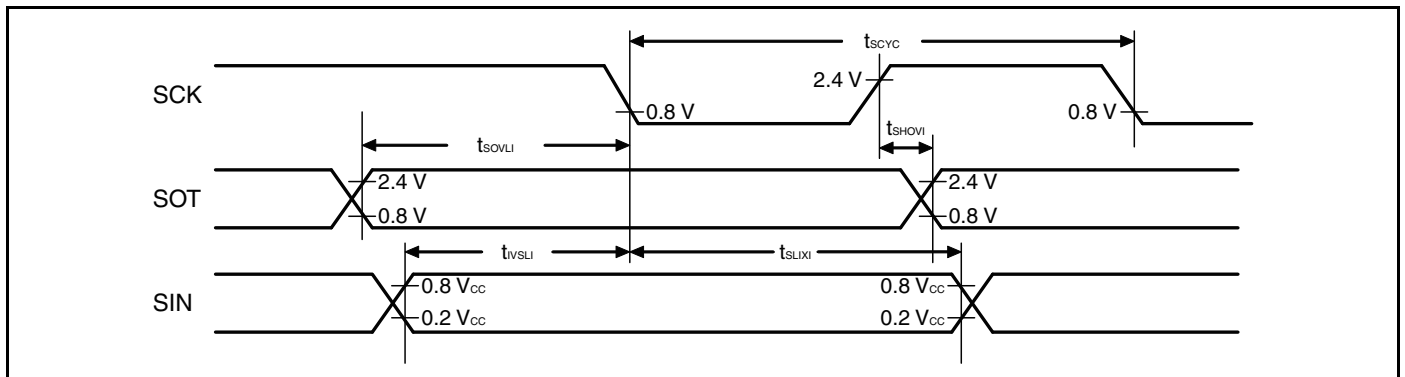 tSCYC
SCK
2.4 V
0.8 V
0.8 V
tSHOVI
tSOVLI
SOT
2.4 V
2.4 V
0.8 V
0.8 V
tIVSLI
tSLIXI
SIN
0.8 VCC
0.8 VCC
0.2 VCC
0.2 VCC